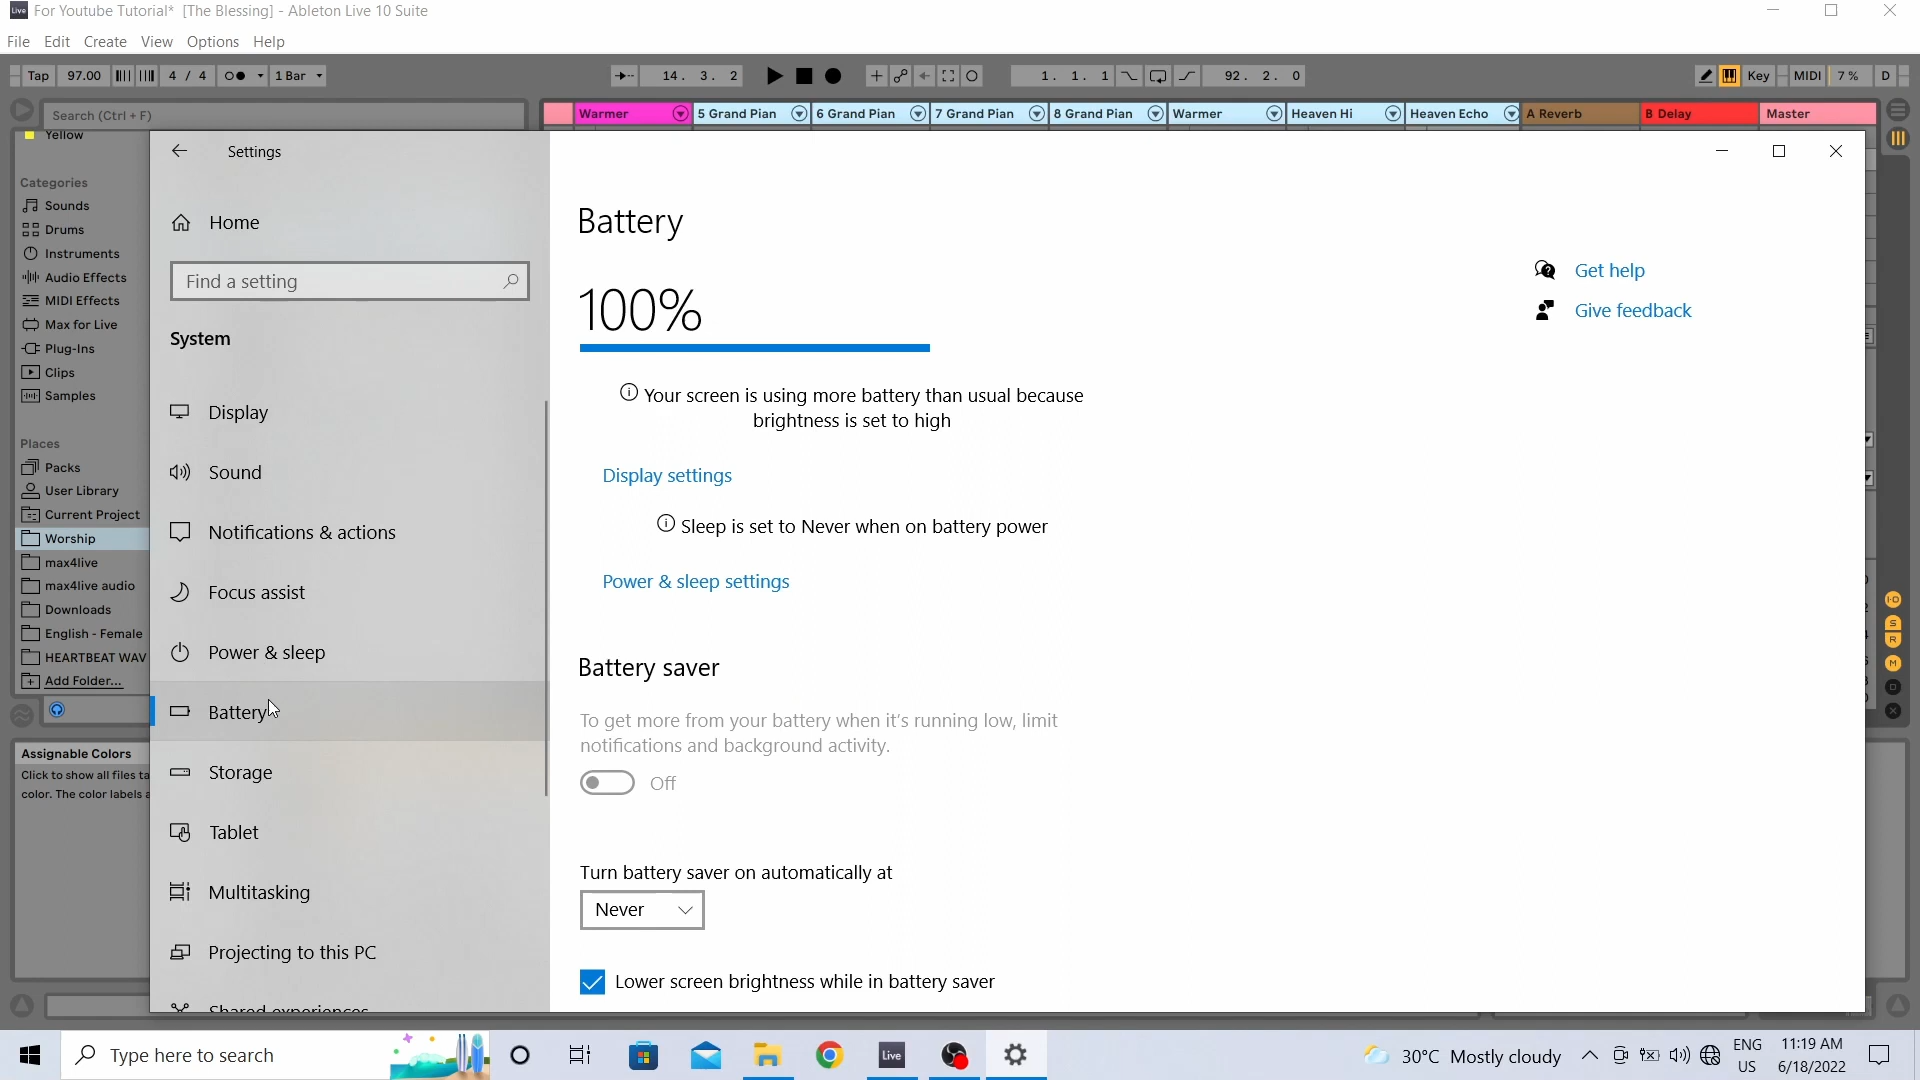 For Youtube Tutorial* [The Blessing] - Ableton Live 10 Suite
File Edit Create View Options Help
Tap 97.00 4 / 4 1 Bar 14. 3. 2 1. 1. 1 92. 2. 0 Key MIDI 7 % D
Search (Ctrl + F)
Warmer 5 Grand Pian 6 Grand Pian 7 Grand Pian 8 Grand Pian Warmer Heaven Hi Heaven Echo A Reverb B Delay Master
Yellow
Categories
Sounds
Drums
Instruments
Audio Effects
MIDI Effects
Max for Live
Plug-Ins
Clips
Samples
Places
Packs
User Library
Current Project
Worship
max4live
max4live audio
Downloads
English - Female
HEARTBEAT WAV
Add Folder...
Assignable Colors
Click to show all files ta
color. The color labels a
Settings
Home
Find a setting
System
Display
Sound
Notifications & actions
Focus assist
Power & sleep
Battery
Storage
Tablet
Multitasking
Projecting to this PC
Shared experiences
Battery
100%
Your screen is using more battery than usual because
brightness is set to high
Display settings
Sleep is set to Never when on battery power
Power & sleep settings
Battery saver
To get more from your battery when it's running low, limit
notifications and background activity.
Off
Turn battery saver on automatically at
Never
Lower screen brightness while in battery saver
Get help
Give feedback
I·O
S
R
M
Type here to search
Live
30°C Mostly cloudy
ENG
US
11:19 AM
6/18/2022